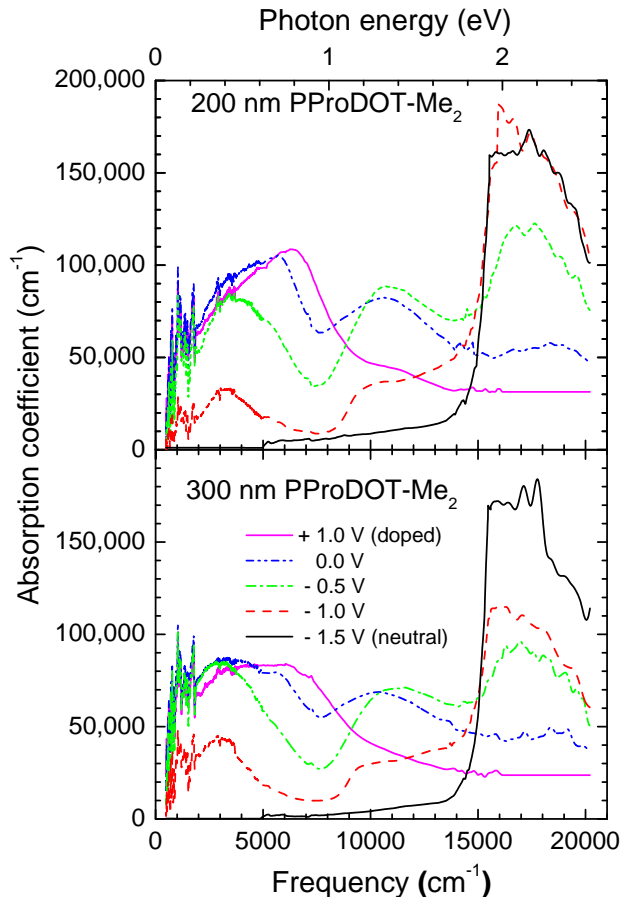 Photon energy (eV)
0 1 2
200,000
200 nm PProDOT-Me₂
150,000
100,000
50,000
0
Absorption coefficient (cm⁻¹)
300 nm PProDOT-Me₂
+ 1.0 V (doped)
0.0 V
- 0.5 V
- 1.0 V
- 1.5 V (neutral)
150,000
100,000
50,000
0
0 5000 10000 15000 20000
Frequency (cm⁻¹)